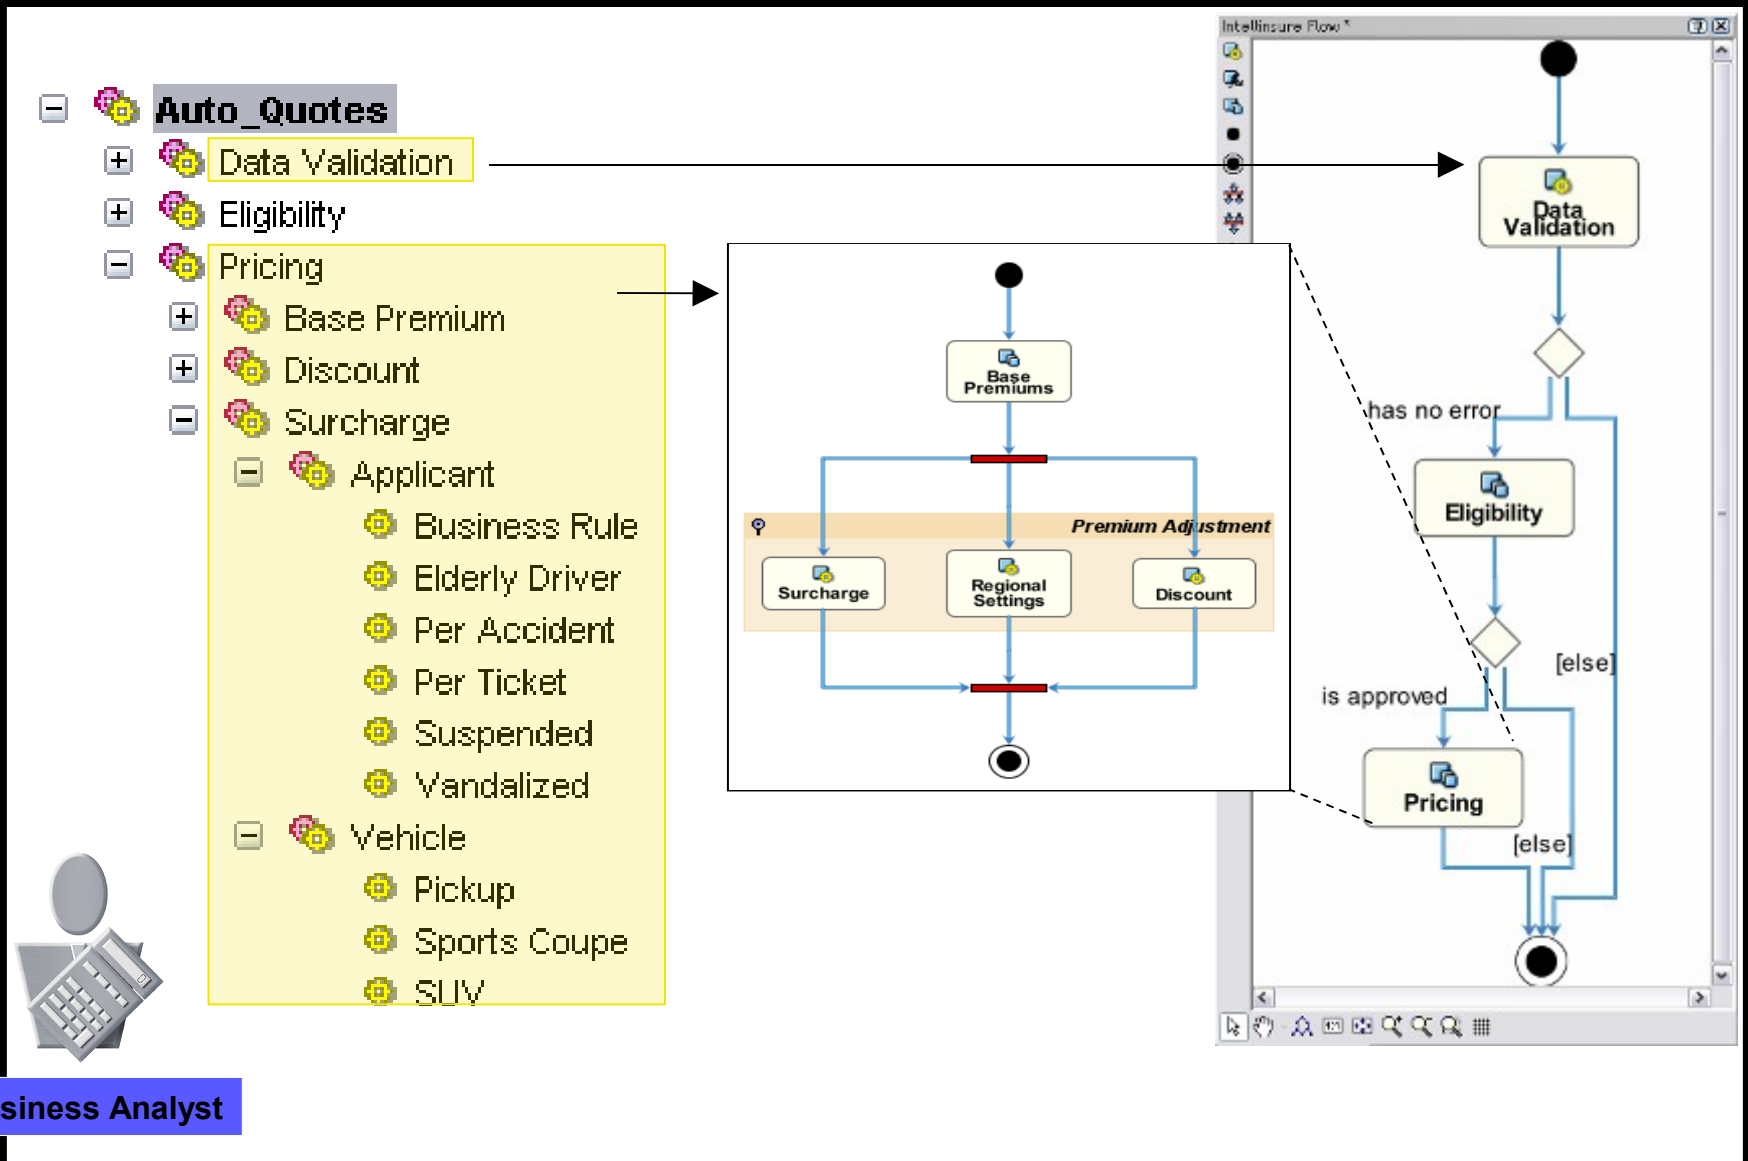 Intellinsure Flow *
Auto_Quotes
Data Validation
Eligibility
Pricing
Base Premium
Discount
Surcharge
Applicant
Business Rule
Elderly Driver
Per Accident
Per Ticket
Suspended
Vandalized
Vehicle
Pickup
Sports Coupe
SUV
siness Analyst
Base
Premiums
Premium Adjustment
Surcharge
Regional
Settings
Discount
Data
Validation
has no error
Eligibility
[else]
is approved
Pricing
[else]